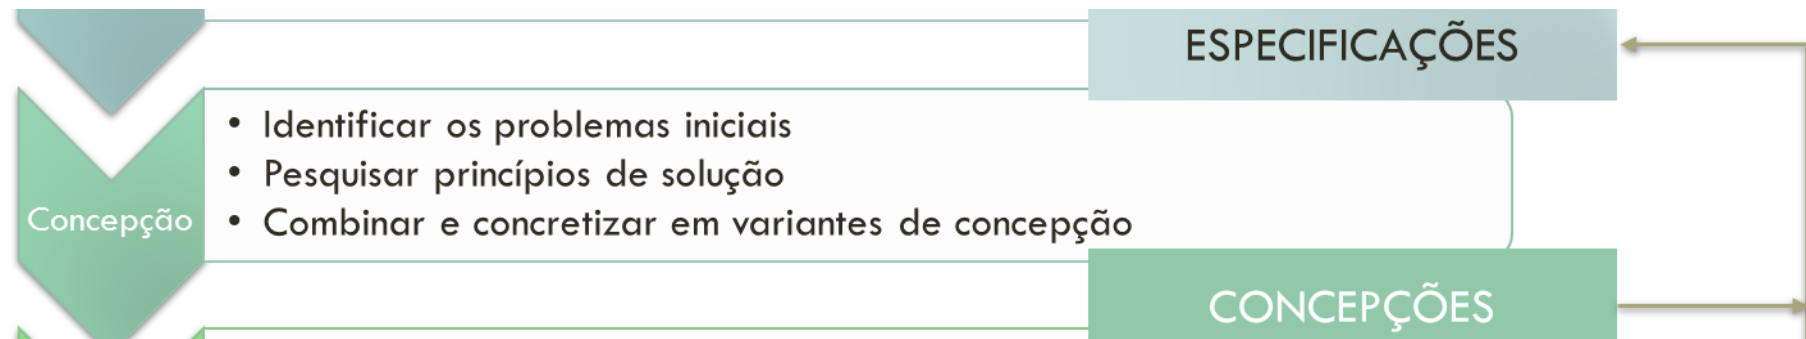 ESPECIFICAÇÕES
• Identificar os problemas iniciais
• Pesquisar princípios de solução
Concepção
• Combinar e concretizar em variantes de concepção
CONCEPÇÕES